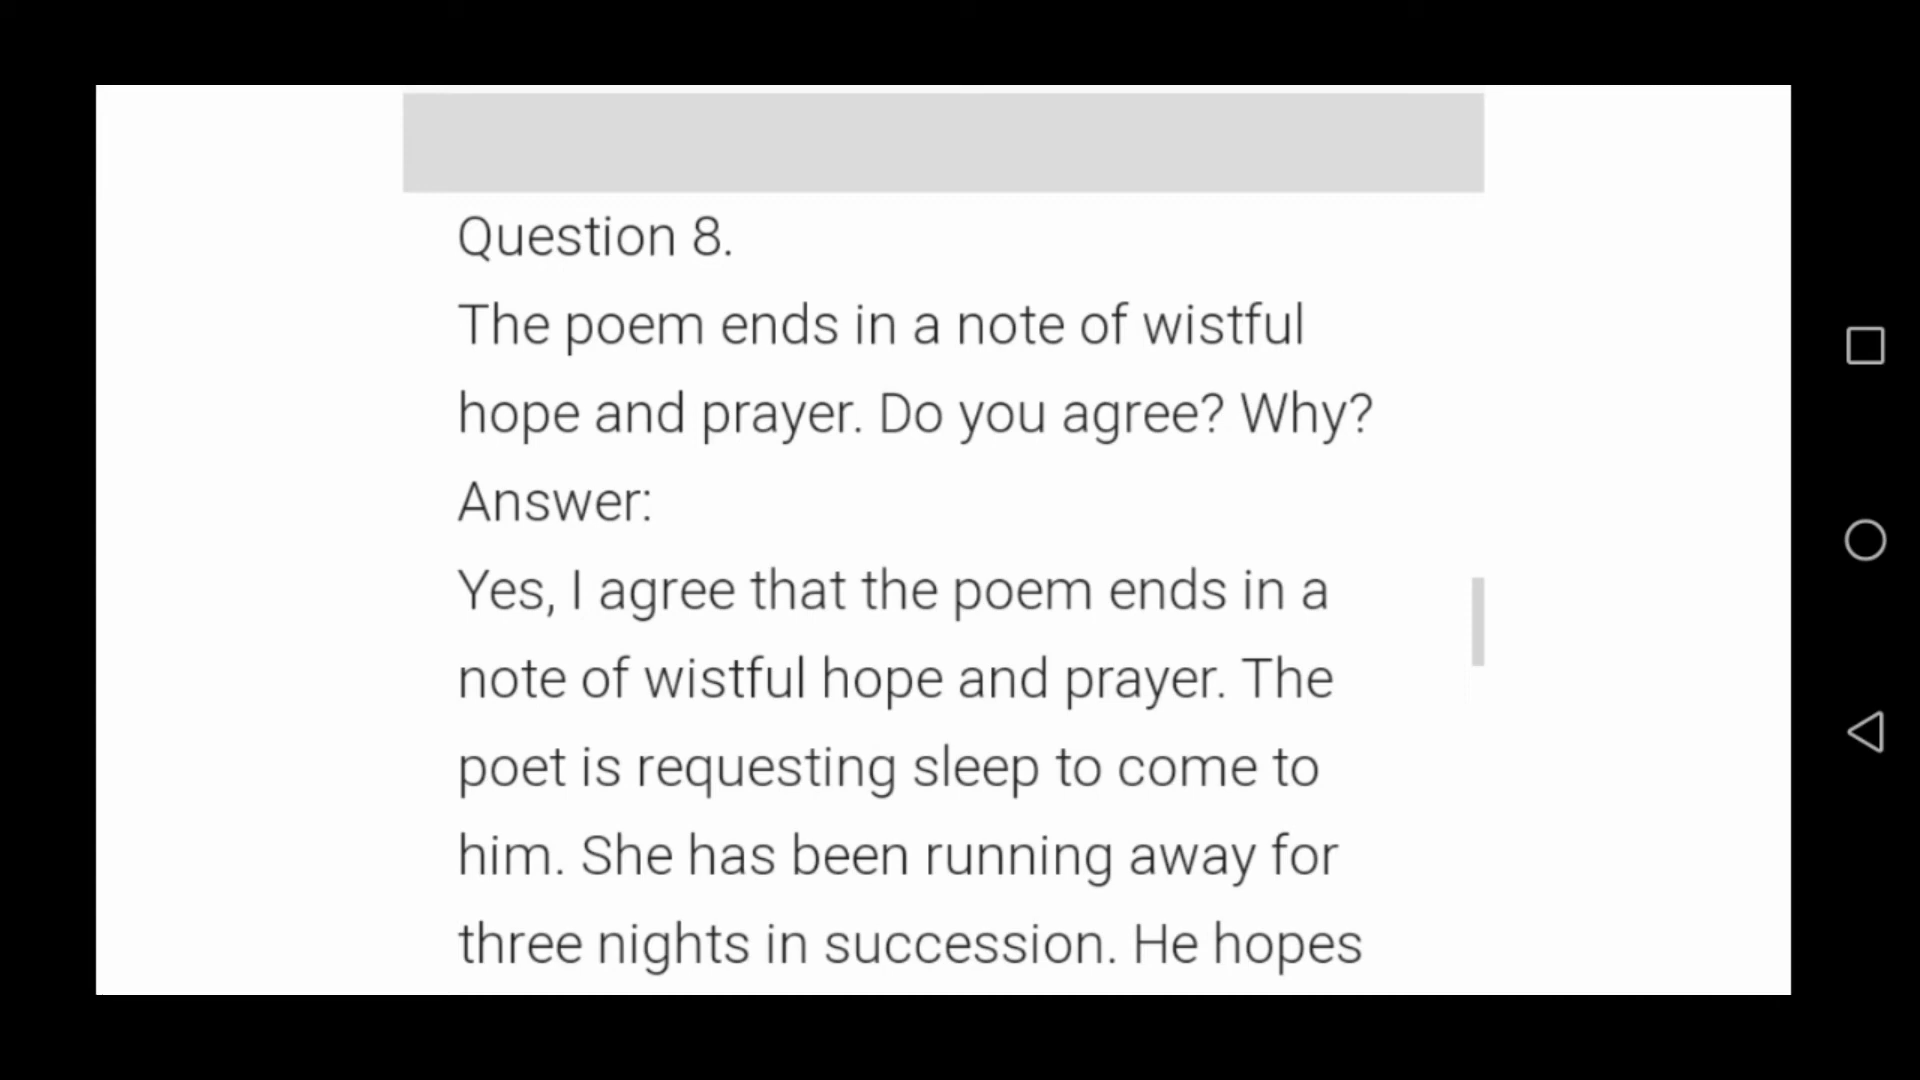 Question 8.
The poem ends in a note of wistful
hope and prayer. Do you agree? Why?
Answer:
Yes, I agree that the poem ends in a
note of wistful hope and prayer. The
poet is requesting sleep to come to
him. She has been running away for
three nights in succession. He hopes